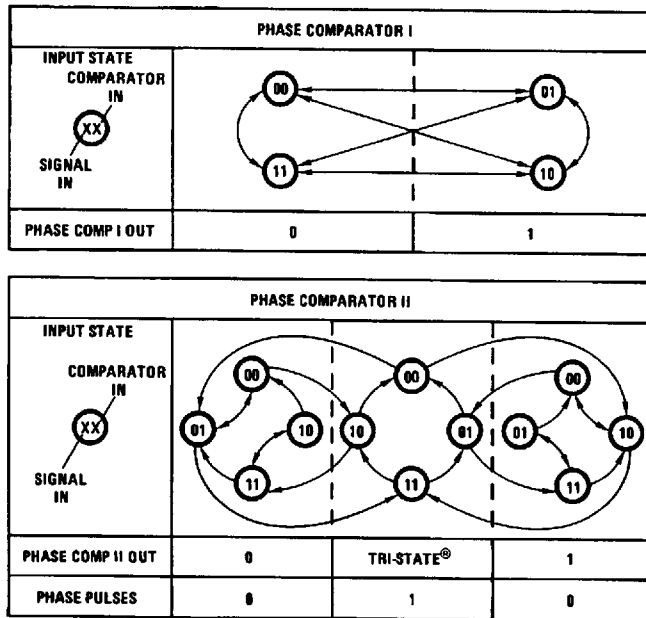 PHASE COMPARATOR I
INPUT STATE
COMPARATOR
IN
XX
SIGNAL
IN
00
01
11
10
PHASE COMP I OUT
0
1
PHASE COMPARATOR II
INPUT STATE
COMPARATOR
IN
XX
SIGNAL
IN
00
00
00
01
10
10
01
01
10
11
11
11
PHASE COMP II OUT
0
TRI-STATE®
1
PHASE PULSES
0
1
0